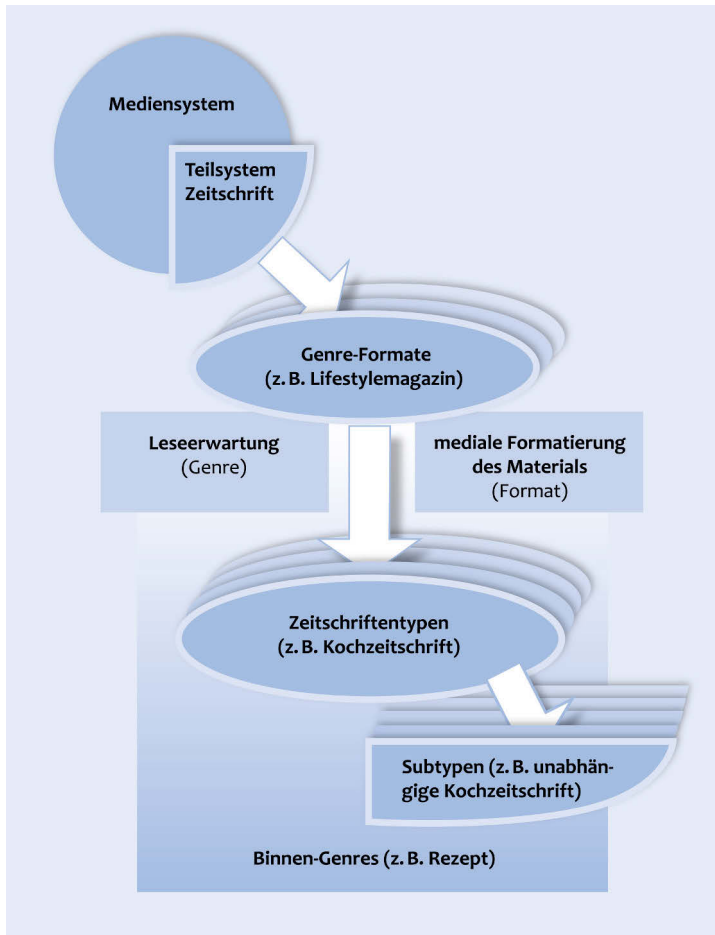 Mediensystem
Teilsystem
Zeitschrift
Genre-Formate
(z. B. Lifestylemagazin)
Leseerwartung
(Genre)
mediale Formatierung
des Materials
(Format)
Zeitschriftentypen
(z. B. Kochzeitschrift)
Subtypen (z. B. unabhän-
gige Kochzeitschrift)
Binnen-Genres (z. B. Rezept)